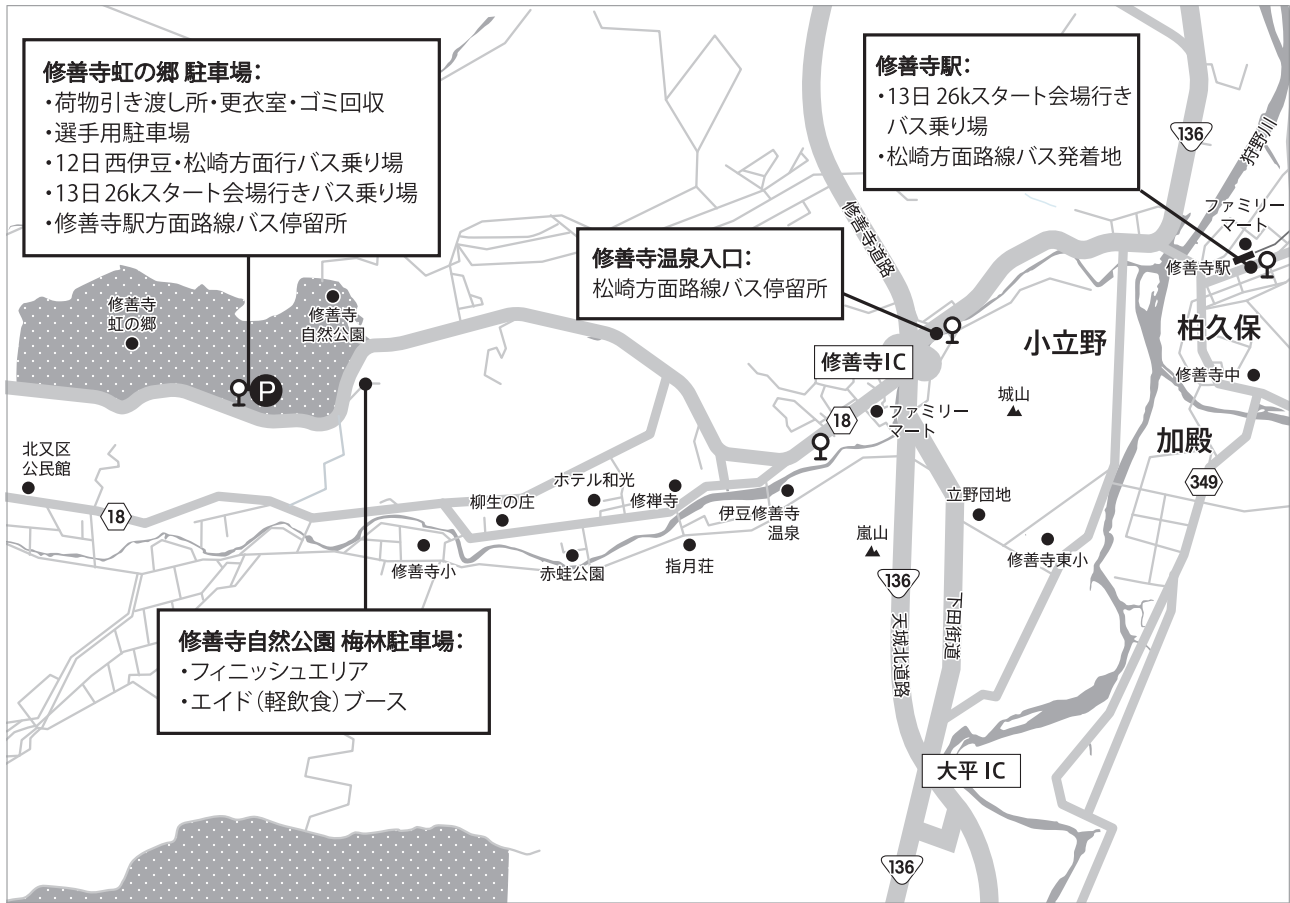 修善寺虹の郷 駐車場：
・荷物引き渡し所・更衣室・ゴミ回収
・選手用駐車場
・12日 西伊豆・松崎方面行バス乗り場
・13日 26kスタート会場行きバス乗り場
・修善寺駅方面路線バス停留所
修善寺駅：
・13日 26kスタート会場行き
バス乗り場
・松崎方面路線バス発着地
136
狩野川
ファミリー
マート
修善寺駅
修善寺道路
修善寺温泉入口：
松崎方面路線バス停留所
修善寺
虹の郷
修善寺
自然公園
P
修善寺IC
小立野
柏久保
修善寺中
城山
ファミリー
マート
18
加殿
349
北又区
公民館
18
柳生の庄
ホテル和光
修禅寺
伊豆修善寺
温泉
立野団地
嵐山
修善寺東小
修善寺小
赤蛙公園
指月荘
136
天城北道路
下田街道
修善寺自然公園 梅林駐車場：
・フィニッシュエリア
・エイド（軽飲食）ブース
大平 IC
136